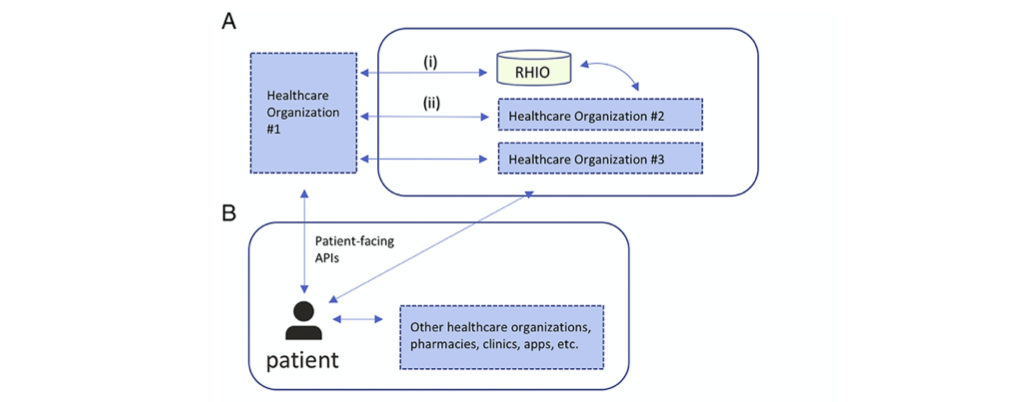 A
Healthcare
Organization
#1
(i)
RHIO
(ii)
Healthcare Organization #2
Healthcare Organization #3
B
Patient-facing
APIs
patient
Other healthcare organizations,
pharmacies, clinics, apps, etc.